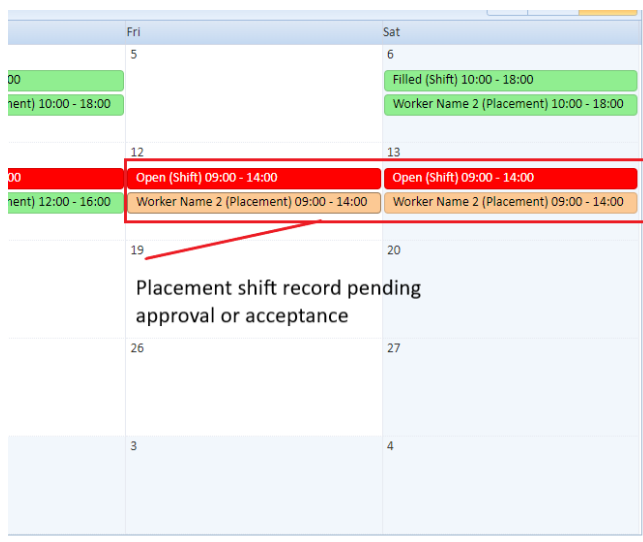 Fri Sat
5 6
00 Filled (Shift) 10:00 - 18:00
nent) 10:00 - 18:00 Worker Name 2 (Placement) 10:00 - 18:00
12 13
00 Open (Shift) 09:00 - 14:00 Open (Shift) 09:00 - 14:00
nent) 12:00 - 16:00 Worker Name 2 (Placement) 09:00 - 14:00 Worker Name 2 (Placement) 09:00 - 14:00
19 20
Placement shift record pending
approval or acceptance
26 27
3 4